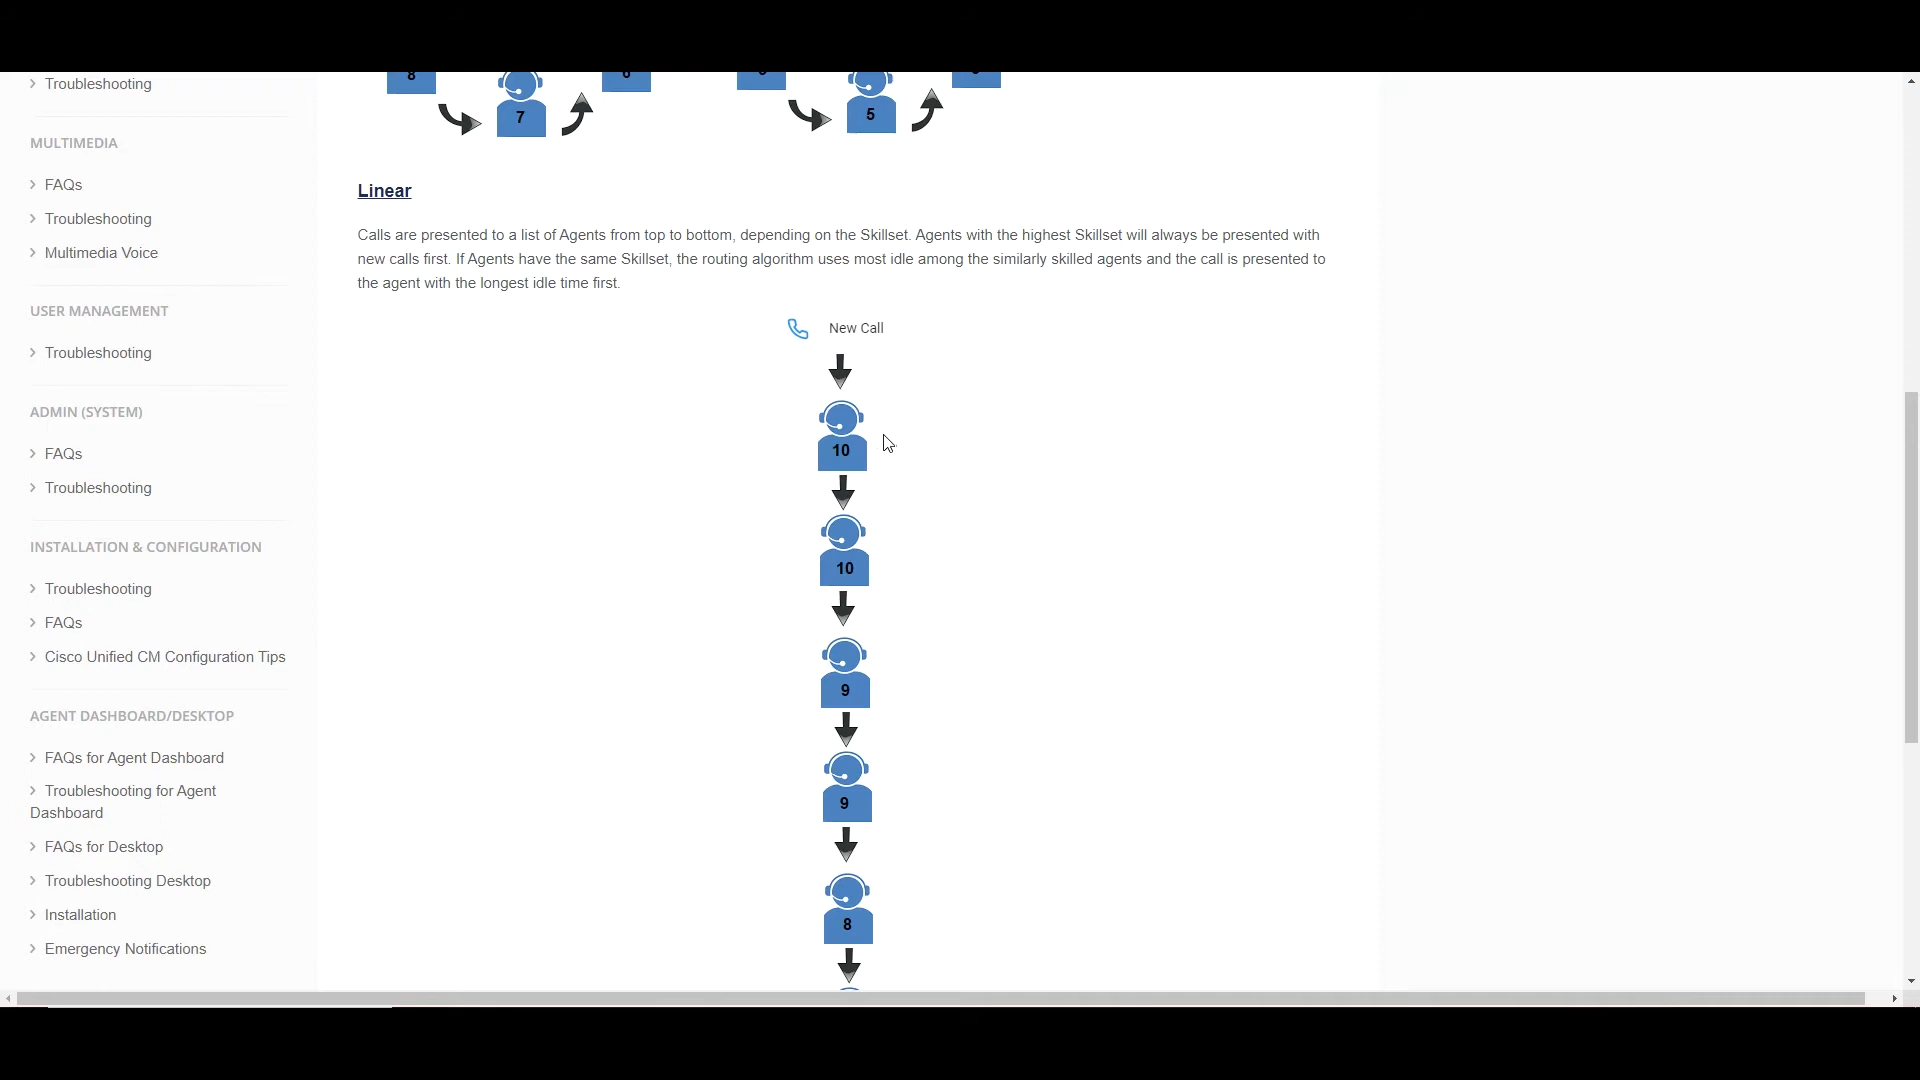 Troubleshooting
MULTIMEDIA
FAQs
Troubleshooting
Multimedia Voice
USER MANAGEMENT
Troubleshooting
ADMIN (SYSTEM)
FAQs
Troubleshooting
INSTALLATION & CONFIGURATION
Troubleshooting
FAQs
Cisco Unified CM Configuration Tips
AGENT DASHBOARD/DESKTOP
FAQs for Agent Dashboard
Troubleshooting for Agent
Dashboard
FAQs for Desktop
Troubleshooting Desktop
Installation
Emergency Notifications
8
7
5
Linear
Calls are presented to a list of Agents from top to bottom, depending on the Skillset. Agents with the highest Skillset will always be presented with
new calls first. If Agents have the same Skillset, the routing algorithm uses most idle among the similarly skilled agents and the call is presented to
the agent with the longest idle time first.
New Call
10
10
9
9
8